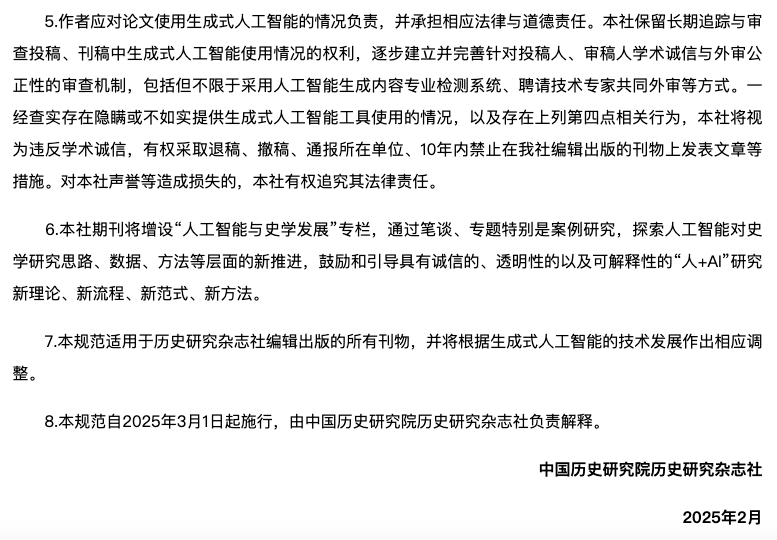 5.作者应对论文使用生成式人工智能的情况负责，并承担相应法律与道德责任。本社保留长期追踪与审
查投稿、刊稿中生成式人工智能使用情况的权利，逐步建立并完善针对投稿人、审稿人学术诚信与外审公
正性的审查机制，包括但不限于采用人工智能生成内容专业检测系统、聘请技术专家共同外审等方式。一
经查实存在隐瞒或不如实提供生成式人工智能工具使用的情况，以及存在上列第四点相关行为，本社将视
为违反学术诚信，有权采取退稿、撤稿、通报所在单位、10年内禁止在我社编辑出版的刊物上发表文章等
措施。对本社声誉等造成损失的，本社有权追究其法律责任。
6.本社期刊将增设“人工智能与史学发展”专栏，通过笔谈、专题特别是案例研究，探索人工智能对史
学研究思路、数据、方法等层面的新推进，鼓励和引导具有诚信的、透明性的以及可解释性的“人+AI”研究
新理论、新流程、新范式、新方法。
7.本规范适用于历史研究杂志社编辑出版的所有刊物，并将根据生成式人工智能的技术发展作出相应调
整。
8.本规范自2025年3月1日起施行，由中国历史研究院历史研究杂志社负责解释。
中国历史研究院历史研究杂志社
2025年2月